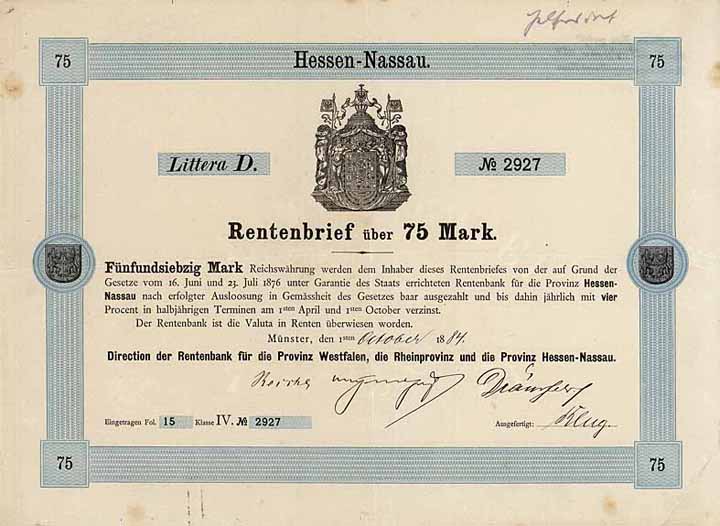 75 Hessen-Nassau. 75
Littera D. № 2927
Rentenbrief über 75 Mark.
Fünfundsiebzig Mark Reichswährung werden dem Inhaber dieses Rentenbriefes von der auf Grund der
Gesetze vom 16. Juni und 23. Juli 1876 unter Garantie des Staats errichteten Rentenbank für die Provinz Hessen-
Nassau nach erfolgter Ausloosung in Gemässheit des Gesetzes baar ausgezahlt und bis dahin jährlich mit vier
Procent in halbjährigen Terminen am 1sten April und 1sten October verzinst.
Der Rentenbank ist die Valuta in Renten überwiesen worden.
Münster, den 1sten October 1884.
Direction der Rentenbank für die Provinz Westfalen, die Rheinprovinz und die Provinz Hessen-Nassau.
Eingetragen Fol. 15 Klasse IV. № 2927 Ausgefertigt: Klug.
75 75